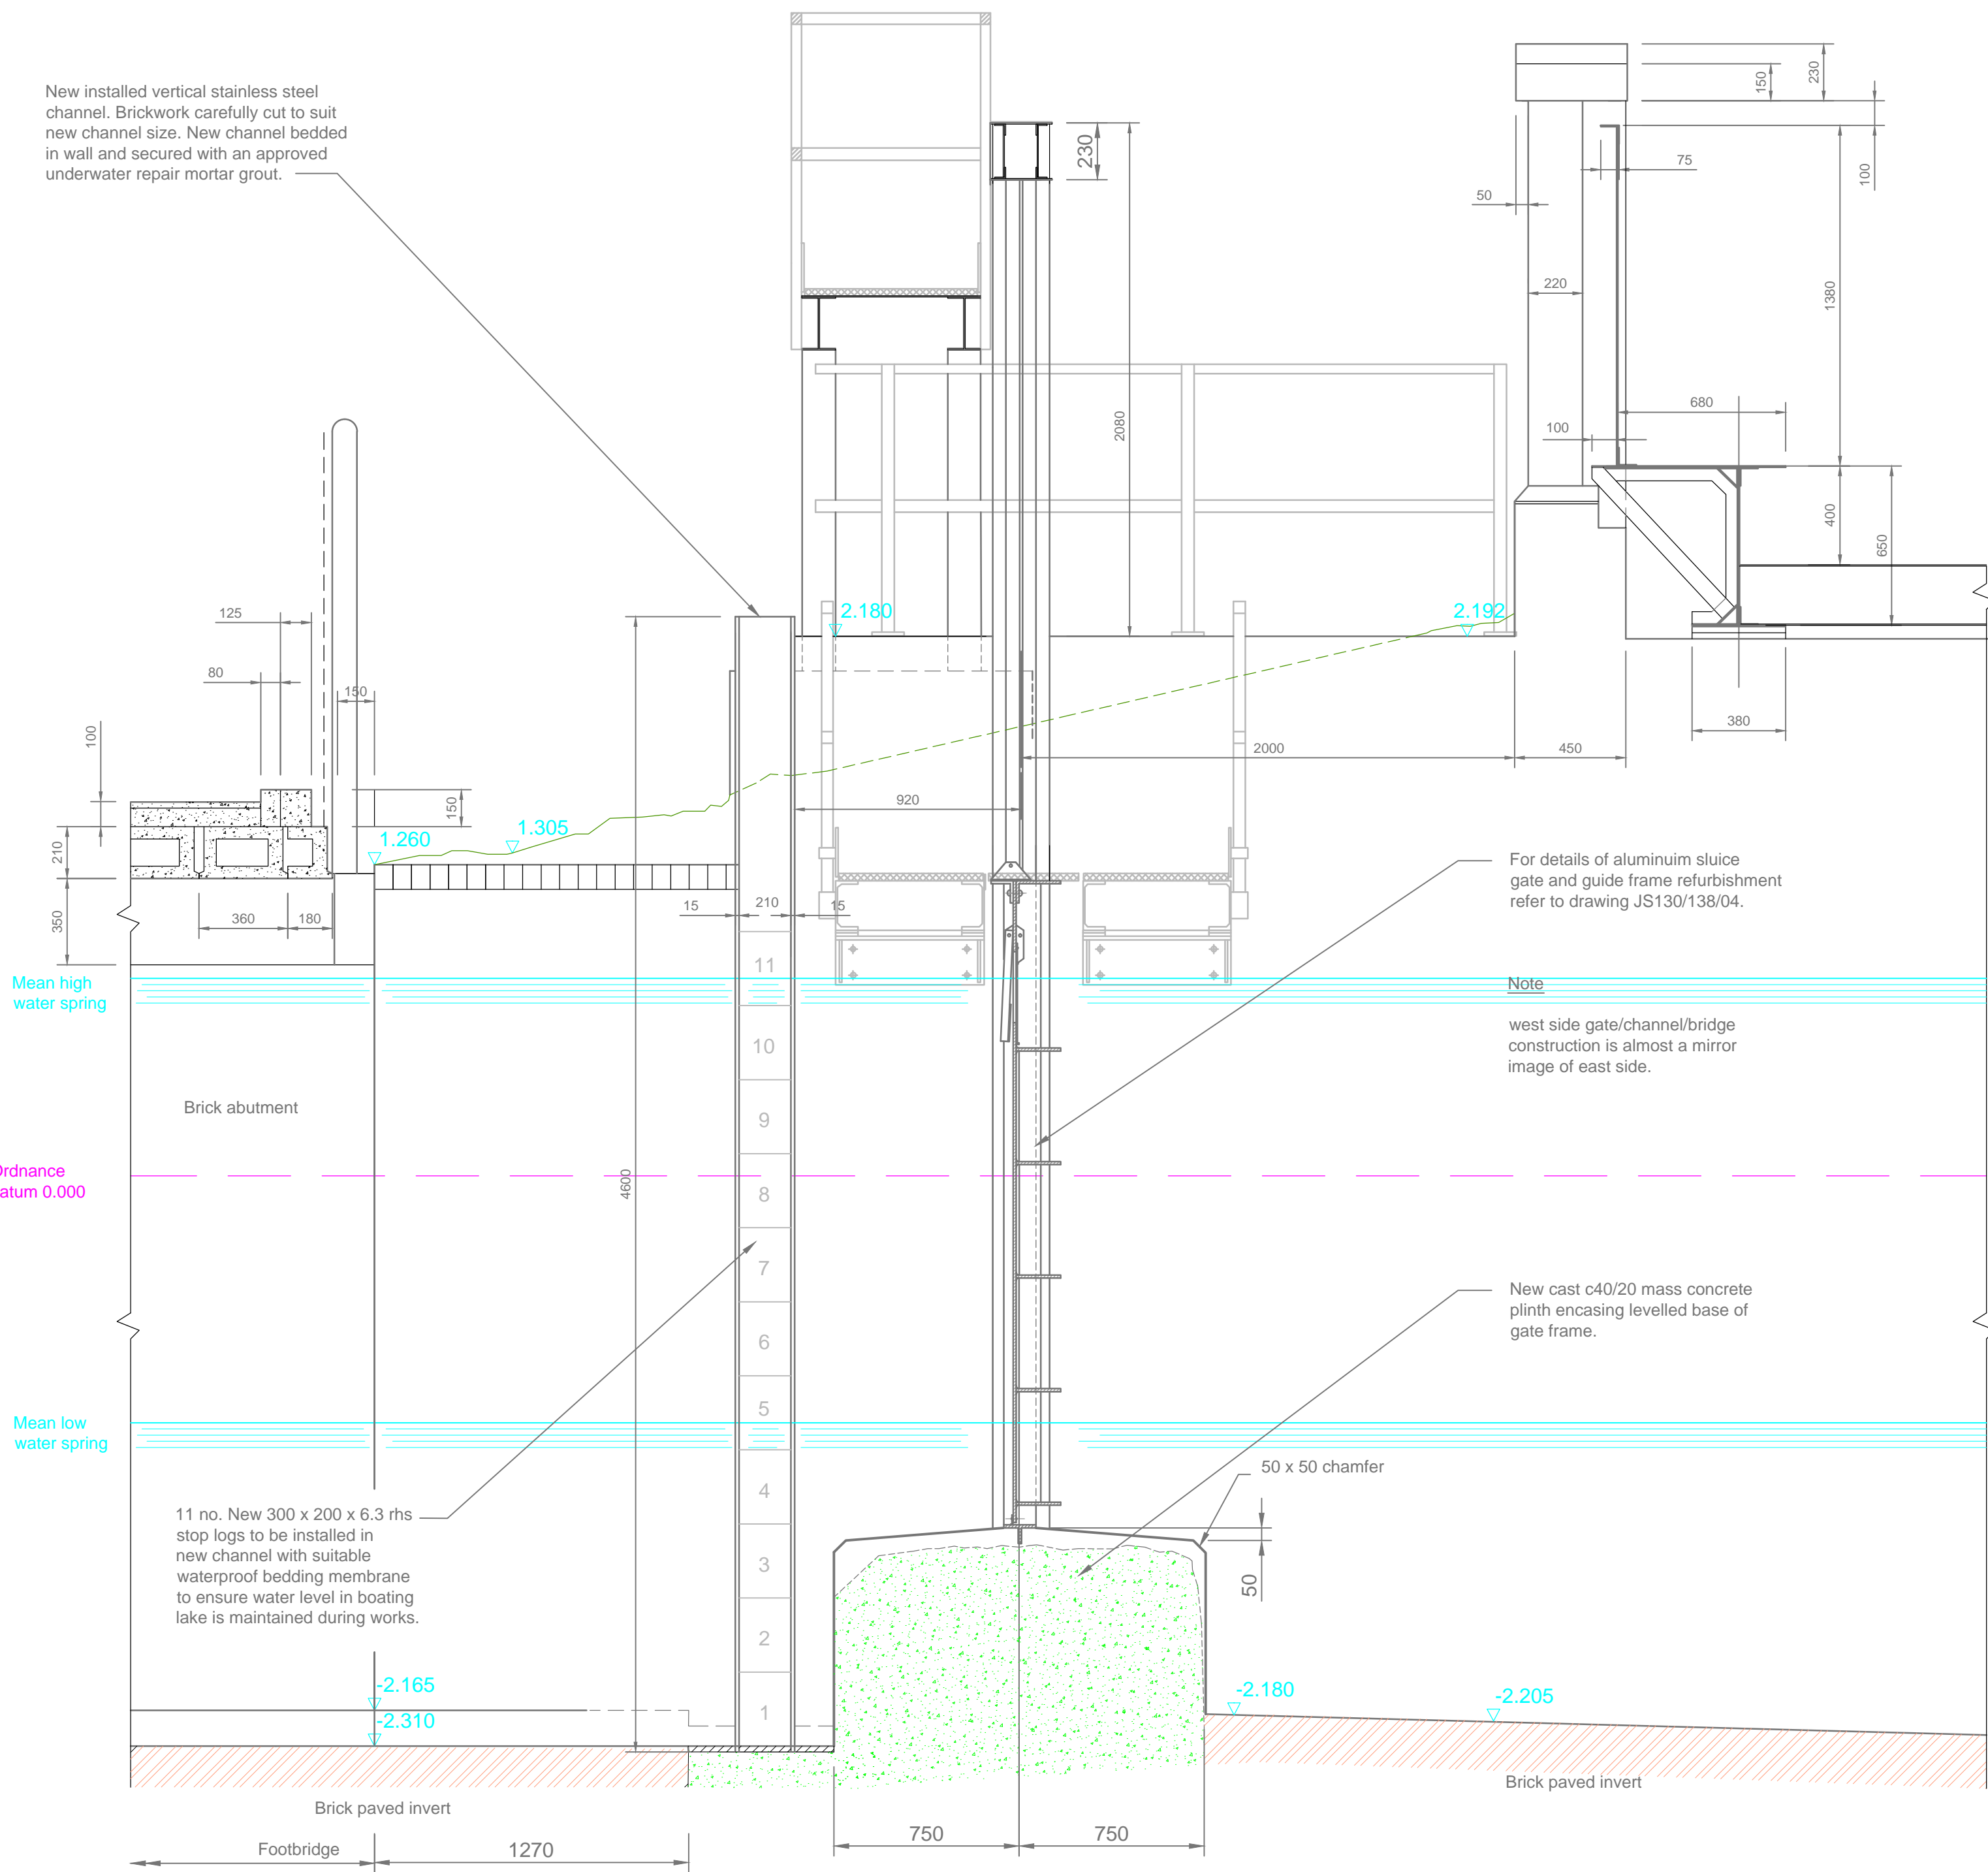 New installed vertical stainless steel
channel. Brickwork carefully cut to suit
new channel size. New channel bedded
in wall and secured with an approved
underwater repair mortar grout.
230
2080
150
230
100
75
50
220
1380
680
100
400
650
380
2.180
2.192
2000
450
920
125
80
150
100
150
210
350
360
180
1.260
1.305
15
210
15
For details of aluminuim sluice
gate and guide frame refurbishment
refer to drawing JS130/138/04.
Mean high
water spring
Note
west side gate/channel/bridge
construction is almost a mirror
image of east side.
Brick abutment
Ordnance
atum 0.000
4600
11
10
9
8
7
6
5
4
3
2
1
New cast c40/20 mass concrete
plinth encasing levelled base of
gate frame.
Mean low
water spring
50 x 50 chamfer
50
11 no. New 300 x 200 x 6.3 rhs
stop logs to be installed in
new channel with suitable
waterproof bedding membrane
to ensure water level in boating
lake is maintained during works.
-2.165
-2.310
-2.180
-2.205
Brick paved invert
Brick paved invert
Footbridge
1270
750
750